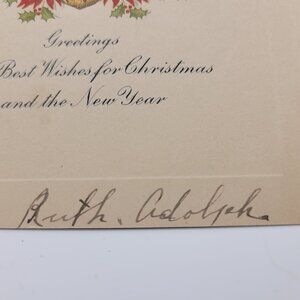 Greetings
Best Wishes for Christmas
and the New Year
Ruth. Adolph.